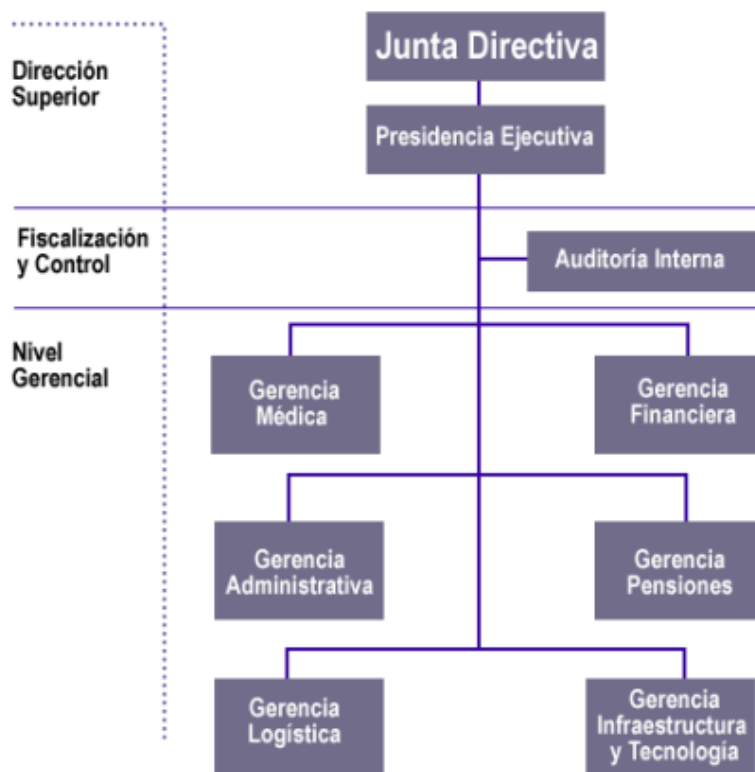 Junta Directiva
Dirección
Superior
Presidencia Ejecutiva
Fiscalización
y Control
Auditoría Interna
Nivel
Gerencial
Gerencia
Médica
Gerencia
Financiera
Gerencia
Administrativa
Gerencia
Pensiones
Gerencia
Logística
Gerencia
Infraestructura
y Tecnología